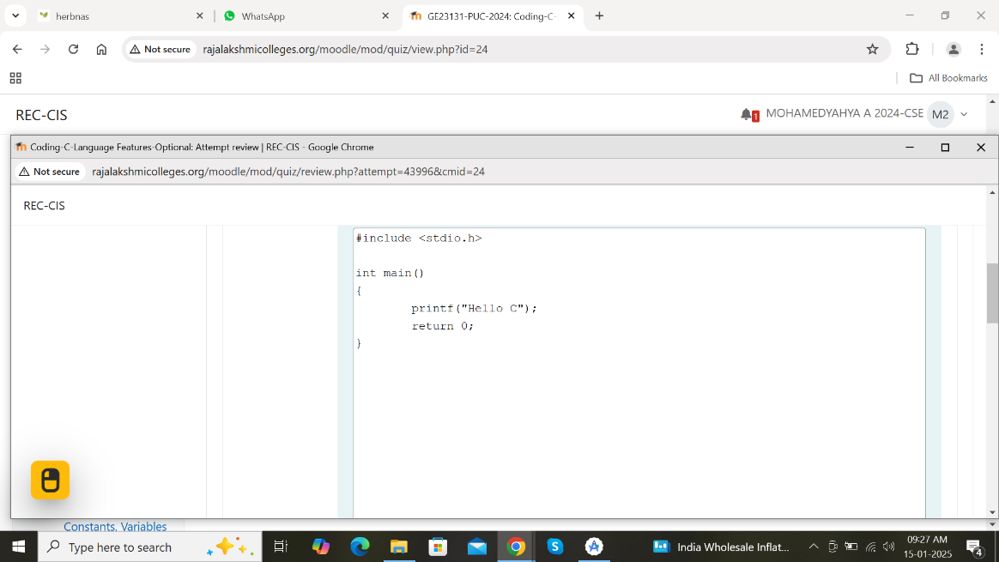 herbnas
WhatsApp
GE23131-PUC-2024: Coding-C-
Not secure
rajalakshmicolleges.org/moodle/mod/quiz/view.php?id=24
All Bookmarks
REC-CIS
1
MOHAMEDYAHYA A 2024-CSE
M2
Coding-C-Language Features-Optional: Attempt review | REC-CIS - Google Chrome
Not secure
rajalakshmicolleges.org/moodle/mod/quiz/review.php?attempt=43996&cmid=24
REC-CIS
#include <stdio.h>
int main()
{
printf("Hello C");
return 0;
}
Constants, Variables
Type here to search
India Wholesale Inflat...
09:27 AM
15-01-2025
4